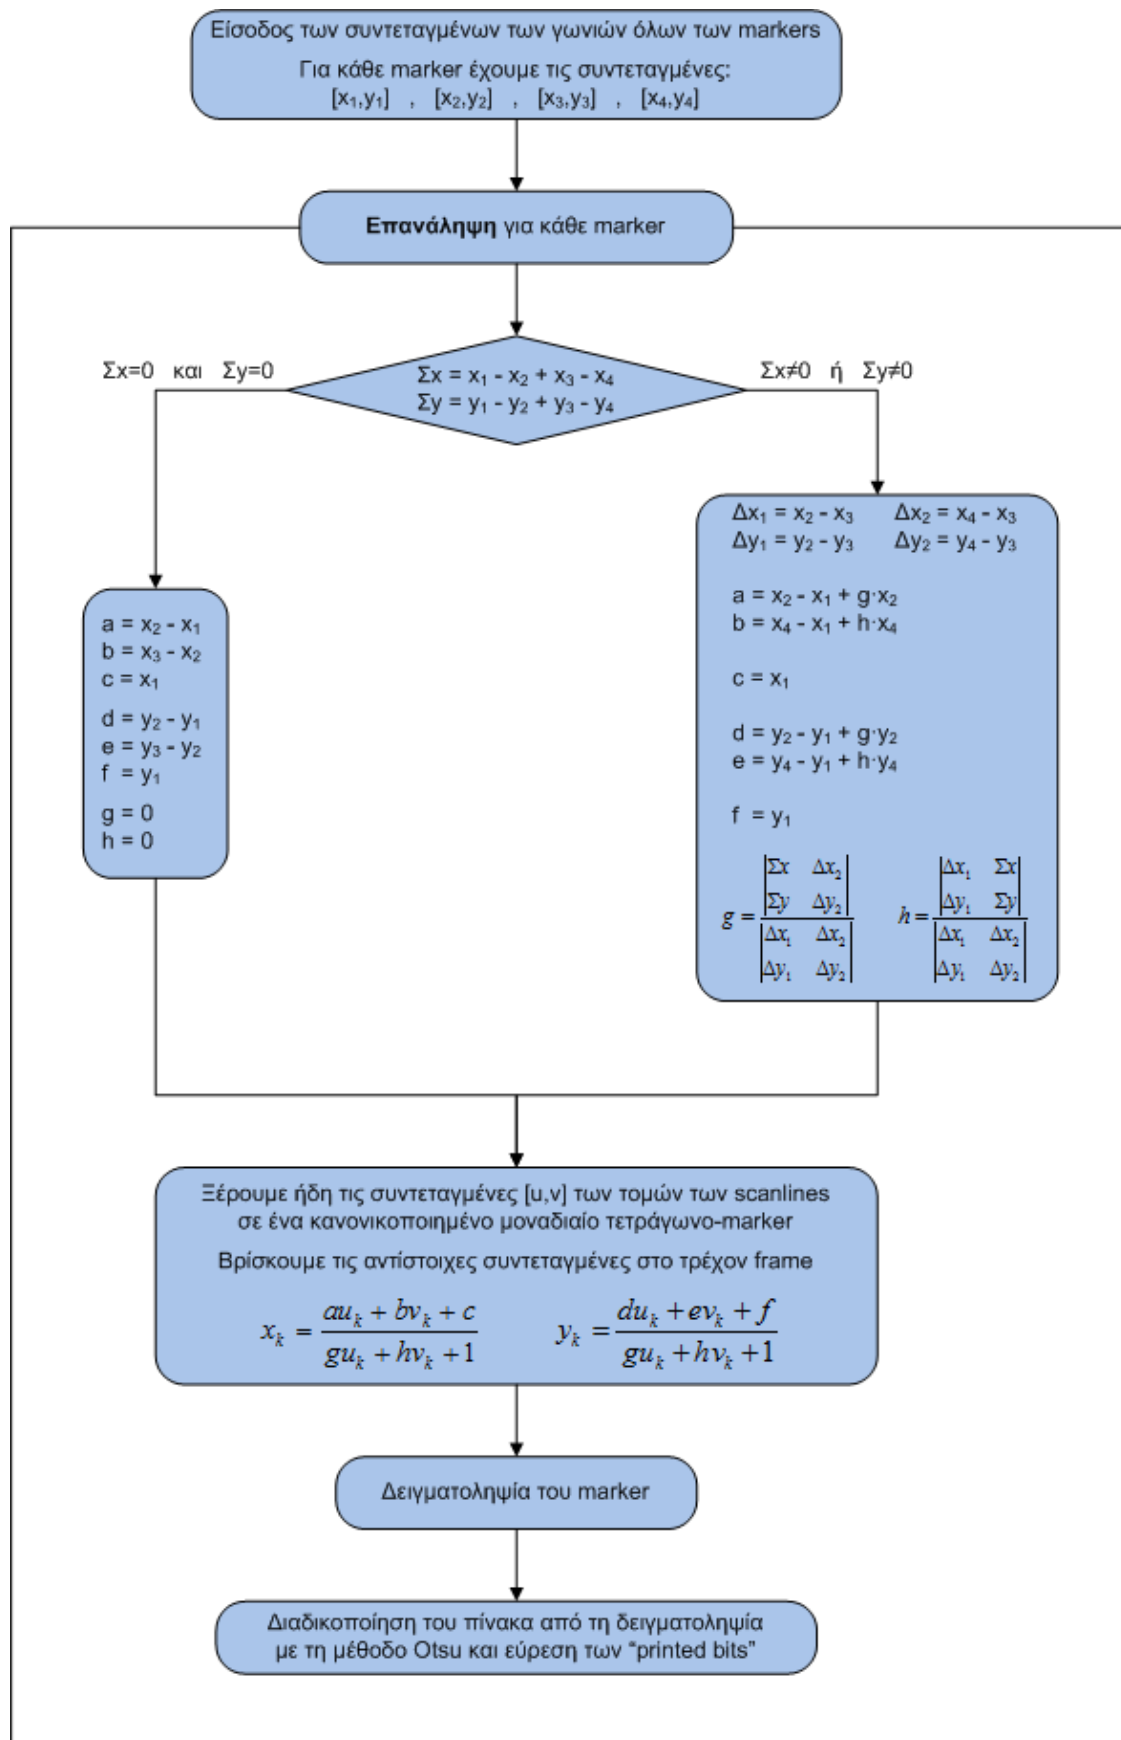 Είσοδος των συντεταγμένων των γωνιών όλων των markers
Για κάθε marker έχουμε τις συντεταγμένες:
[x₁,y₁] , [x₂,y₂] , [x₃,y₃] , [x₄,y₄]
Επανάληψη για κάθε marker
Σx=0 και Σy=0
Σx = x₁ - x₂ + x₃ - x₄
Σy = y₁ - y₂ + y₃ - y₄
Σx≠0 ή Σy≠0
a = x₂ - x₁
b = x₃ - x₂
c = x₁
d = y₂ - y₁
e = y₃ - y₂
f = y₁
g = 0
h = 0
Δx₁ = x₂ - x₃ Δx₂ = x₄ - x₃
Δy₁ = y₂ - y₃ Δy₂ = y₄ - y₃
a = x₂ - x₁ + g·x₂
b = x₄ - x₁ + h·x₄
c = x₁
d = y₂ - y₁ + g·y₂
e = y₄ - y₁ + h·y₄
f = y₁
g = |Σx Δx₂; Σy Δy₂| / |Δx₁ Δx₂; Δy₁ Δy₂|
h = |Δx₁ Σx; Δy₁ Σy| / |Δx₁ Δx₂; Δy₁ Δy₂|
Ξέρουμε ήδη τις συντεταγμένες [u,v] των τομών των scanlines
σε ένα κανονικοποιημένο μοναδιαίο τετράγωνο-marker
Βρίσκουμε τις αντίστοιχες συντεταγμένες στο τρέχον frame
xₖ = (auₖ + bvₖ + c) / (guₖ + hvₖ + 1) yₖ = (duₖ + evₖ + f) / (guₖ + hvₖ + 1)
Δειγματοληψία του marker
Διαδικοποίηση του πίνακα από τη δειγματοληψία
με τη μέθοδο Otsu και εύρεση των “printed bits”